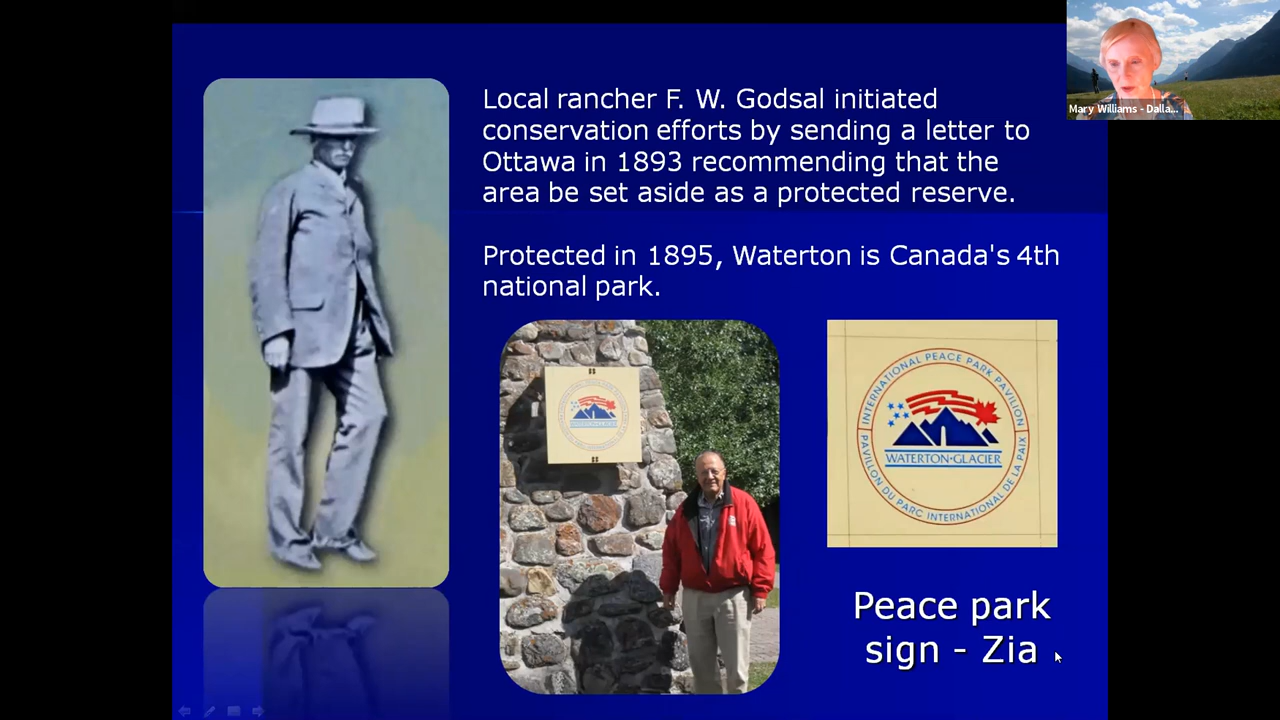 Local rancher F. W. Godsal initiated
conservation efforts by sending a letter to
Ottawa in 1893 recommending that the
area be set aside as a protected reserve.
Protected in 1895, Waterton is Canada's 4th
national park.
INTERNATIONAL PEACE PARK PAVILION
WATERTON-GLACIER
PAVILLON DU PARC INTERNATIONAL DE LA PAIX
Peace park
sign - Zia
Mary Williams - Dalla...